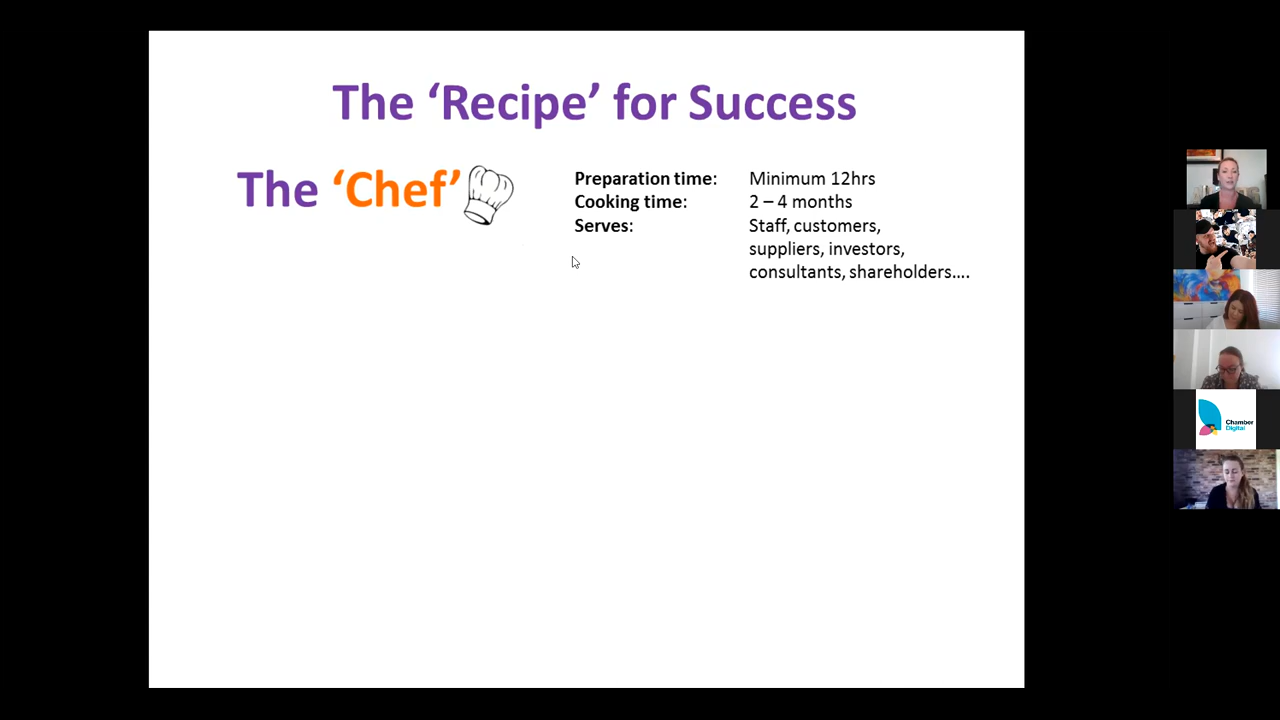 The ‘Recipe’ for Success
The ‘Chef’
Preparation time: Minimum 12hrs
Cooking time: 2 – 4 months
Serves: Staff, customers,
suppliers, investors,
consultants, shareholders....
Chamber
Digital